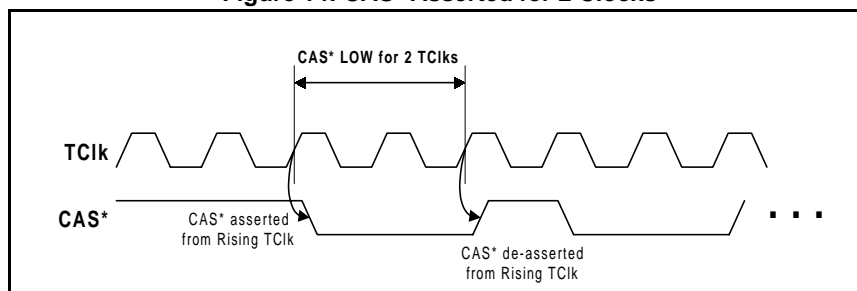 CAS* LOW for 2 TClks
TClk
CAS*
CAS* asserted
from Rising TClk
CAS* de-asserted
from Rising TClk
. . .